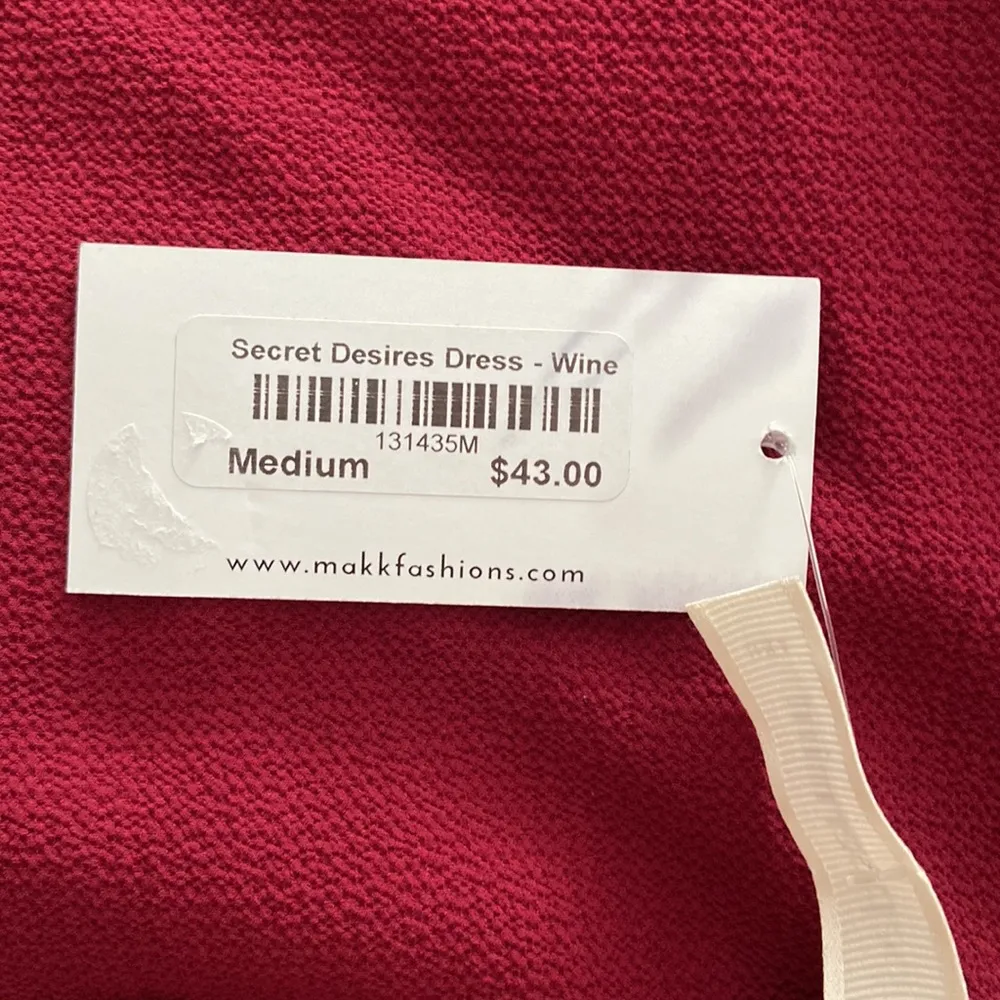 Secret Desires Dress - Wine
131435M
Medium $43.00
www.makkfashions.com